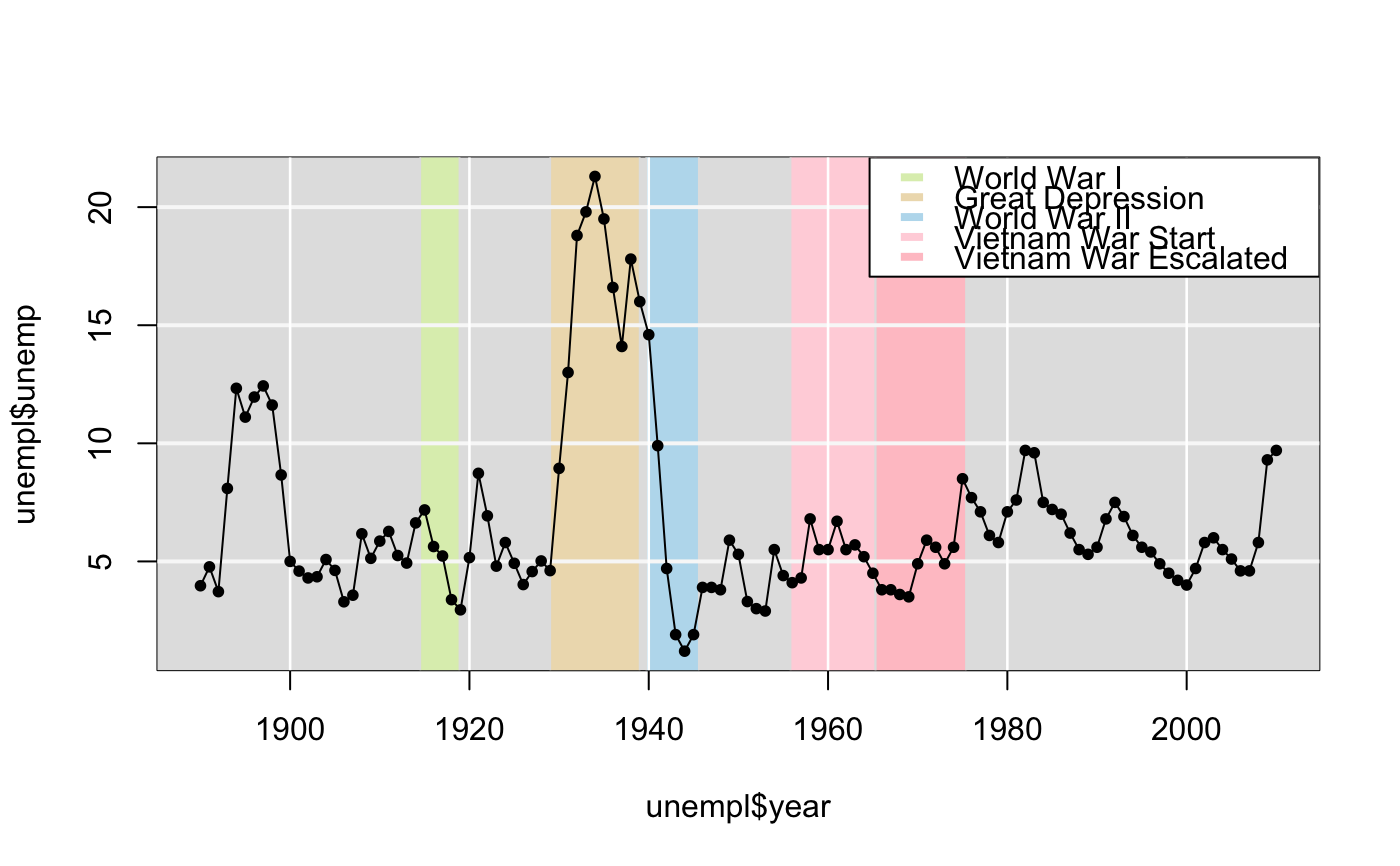 World War I
Great Depression
World War II
Vietnam War Start
Vietnam War Escalated
20
15
10
5
unempl$unemp
1900 1920 1940 1960 1980 2000
unempl$year